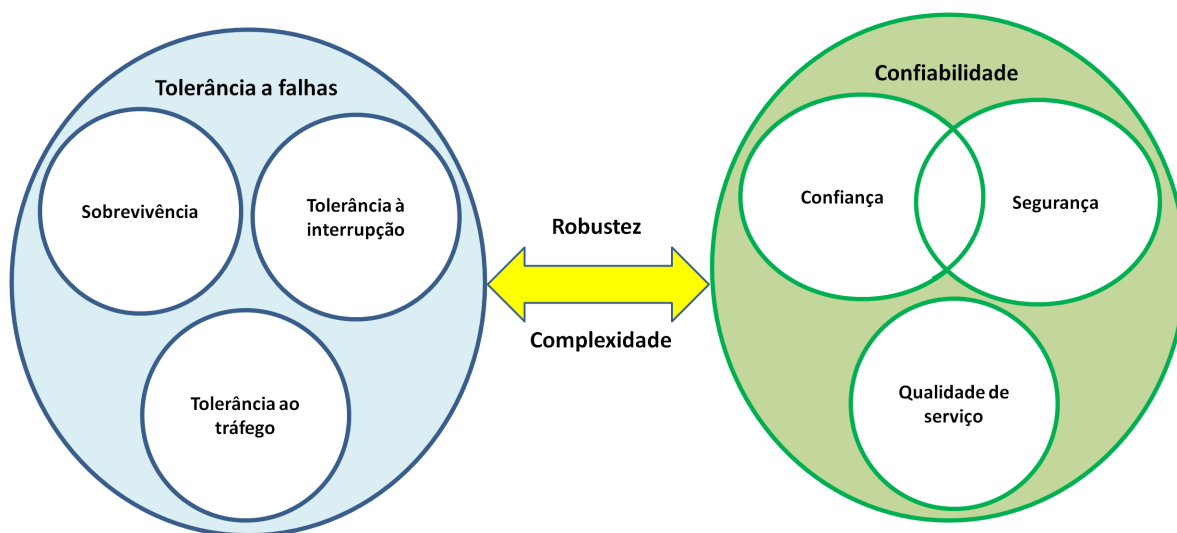 Tolerância a falhas
Sobrevivência
Tolerância à
interrupção
Tolerância ao
tráfego
Robustez
Complexidade
Confiabilidade
Confiança
Segurança
Qualidade de
serviço